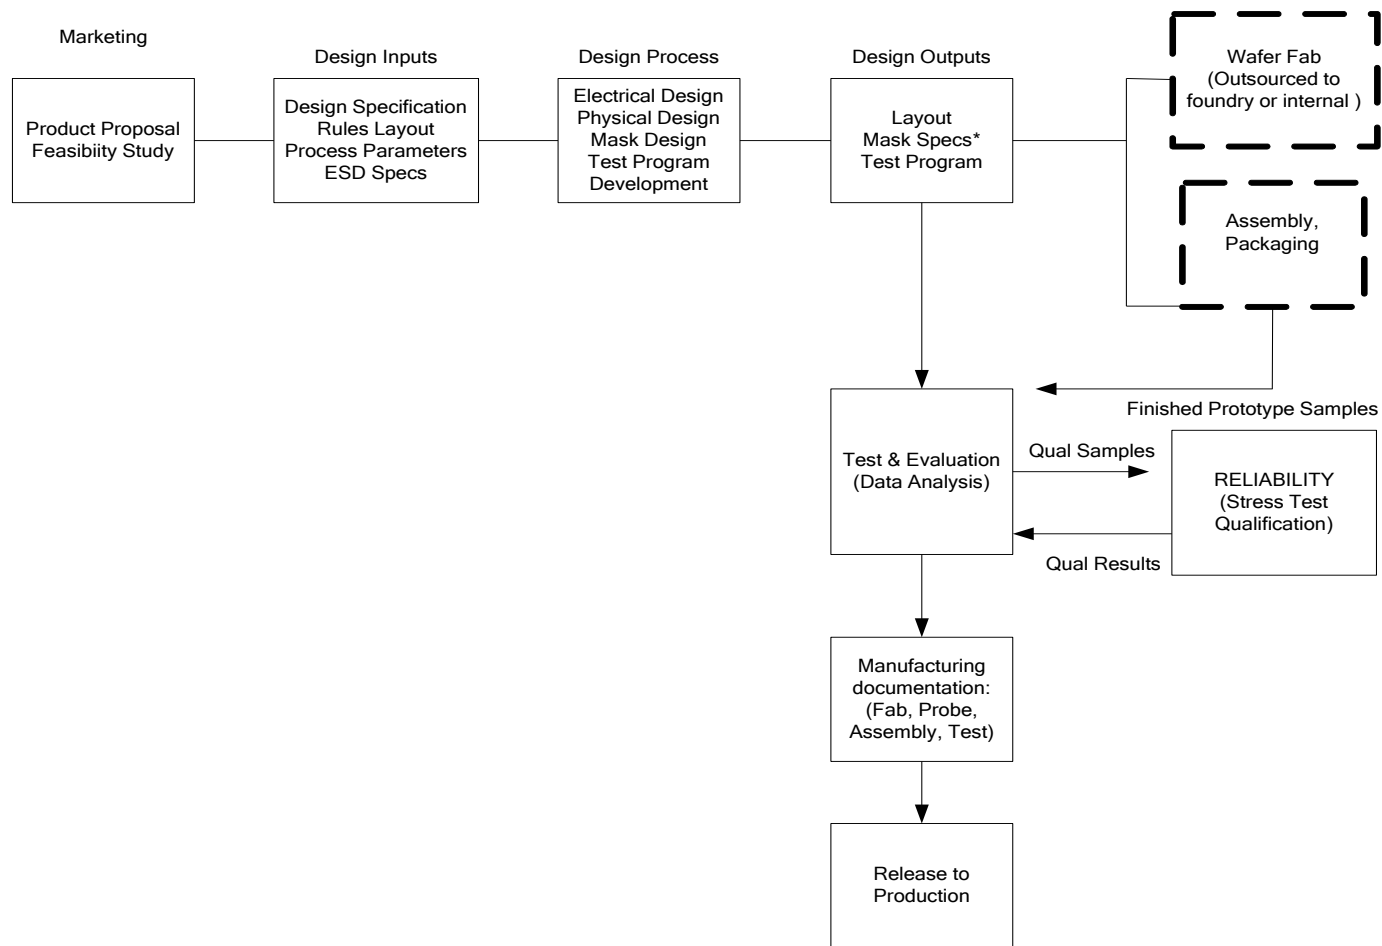 Marketing
Product Proposal
Feasibiity Study
Design Inputs
Design Specification
Rules Layout
Process Parameters
ESD Specs
Design Process
Electrical Design
Physical Design
Mask Design
Test Program
Development
Design Outputs
Layout
Mask Specs*
Test Program
Wafer Fab
(Outsourced to
foundry or internal )
Assembly,
Packaging
Finished Prototype Samples
Test & Evaluation
(Data Analysis)
Qual Samples
RELIABILITY
(Stress Test
Qualification)
Qual Results
Manufacturing
documentation:
(Fab, Probe,
Assembly, Test)
Release to
Production